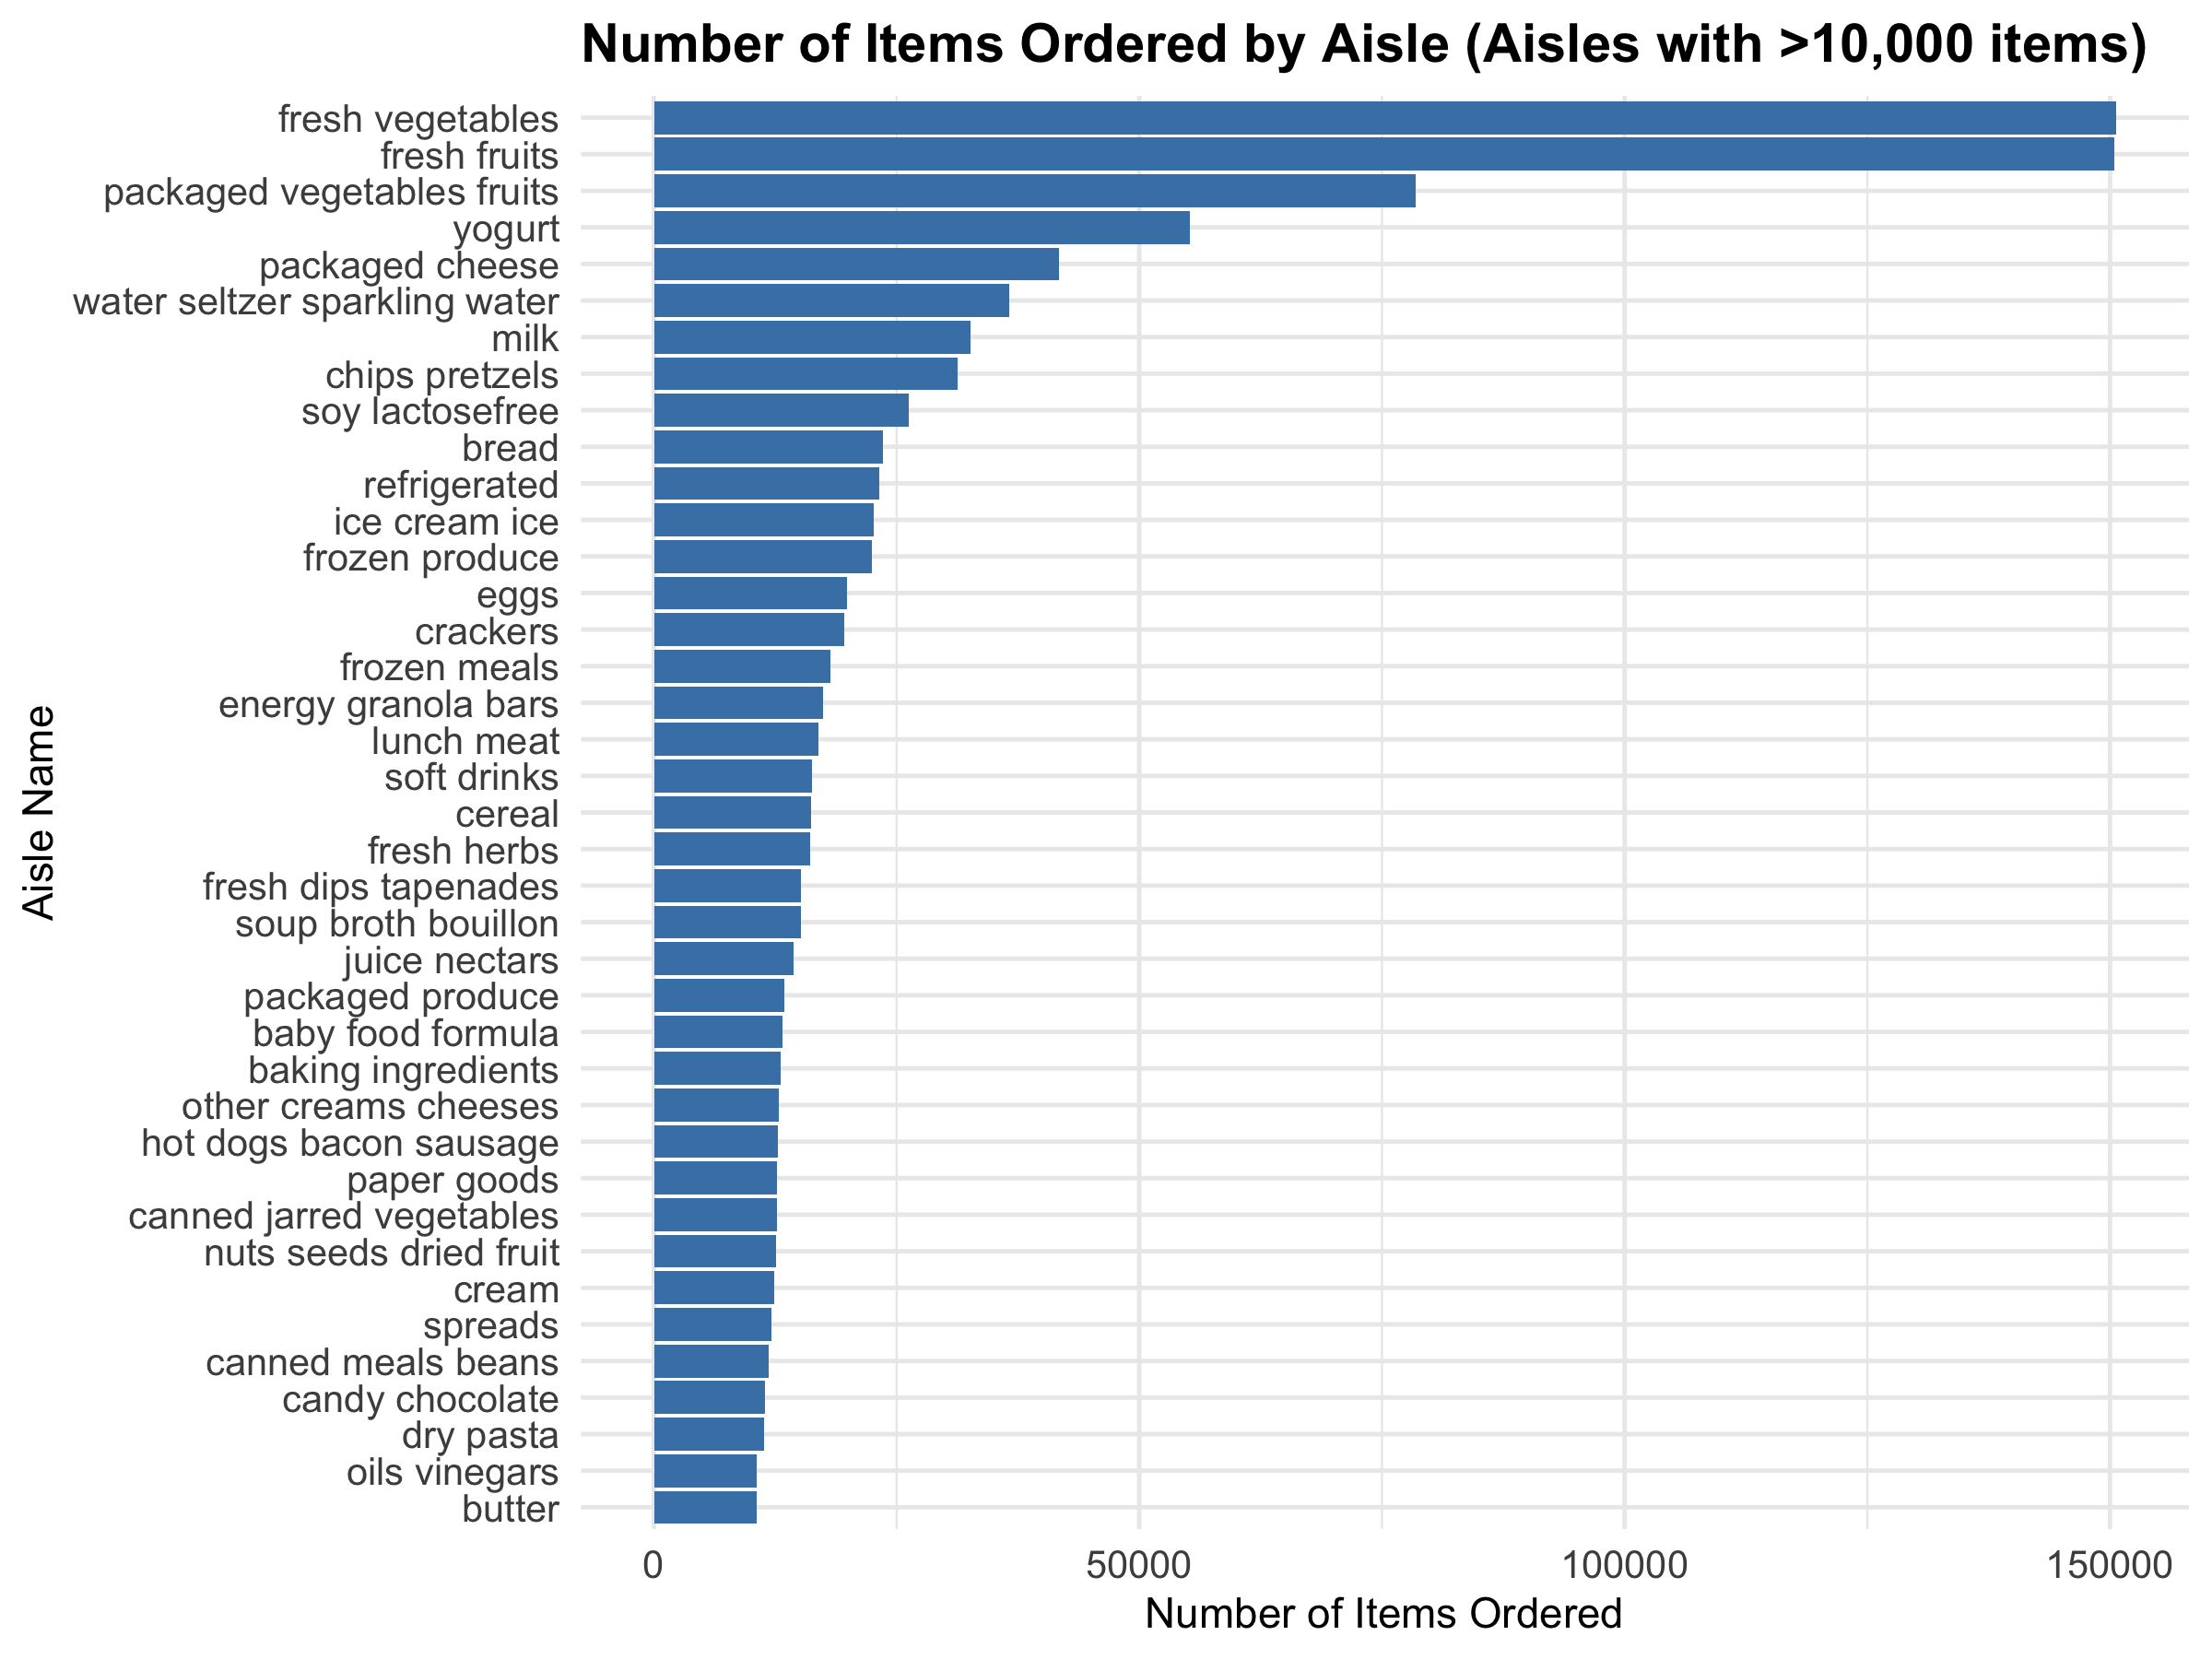 Number of Items Ordered by Aisle (Aisles with >10,000 items)
fresh vegetables
fresh fruits
packaged vegetables fruits
yogurt
packaged cheese
water seltzer sparkling water
milk
chips pretzels
soy lactosefree
bread
refrigerated
ice cream ice
frozen produce
eggs
crackers
frozen meals
energy granola bars
lunch meat
soft drinks
cereal
fresh herbs
fresh dips tapenades
soup broth bouillon
juice nectars
packaged produce
baby food formula
baking ingredients
other creams cheeses
hot dogs bacon sausage
paper goods
canned jarred vegetables
nuts seeds dried fruit
cream
spreads
canned meals beans
candy chocolate
dry pasta
oils vinegars
butter
Aisle Name
0 50000 100000 150000
Number of Items Ordered